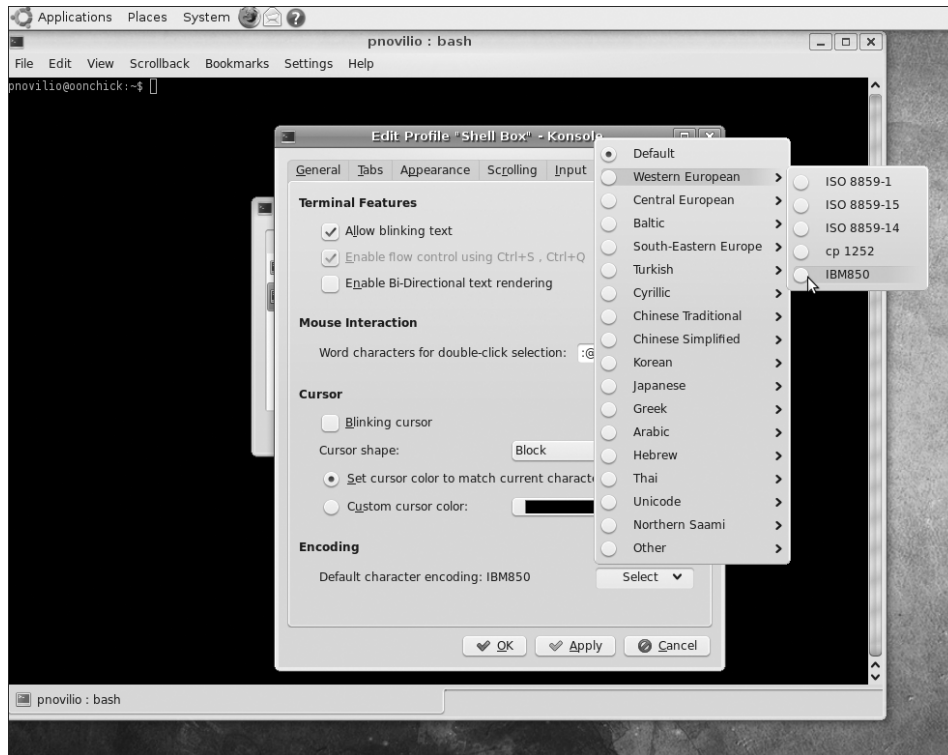 Applications Places System
pnovilio : bash
File Edit View Scrollback Bookmarks Settings Help
pnovilio@oonchick:~$
Edit Profile "Shell Box" - Konsole
General Tabs Appearance Scrolling Input
Terminal Features
Allow blinking text
Enable flow control using Ctrl+S , Ctrl+Q
Enable Bi-Directional text rendering
Mouse Interaction
Word characters for double-click selection: :@
Cursor
Blinking cursor
Cursor shape: Block
Set cursor color to match current
Custom cursor color:
Encoding
Default character encoding: IBM850 Select
OK Apply Cancel
Default
Western European
Central European
Baltic
South-Eastern Europe
Turkish
Cyrillic
Chinese Traditional
Chinese Simplified
Korean
Japanese
Greek
Arabic
Hebrew
Thai
Unicode
Northern Saami
Other
ISO 8859-1
ISO 8859-15
ISO 8859-14
cp 1252
IBM850
pnovilio : bash